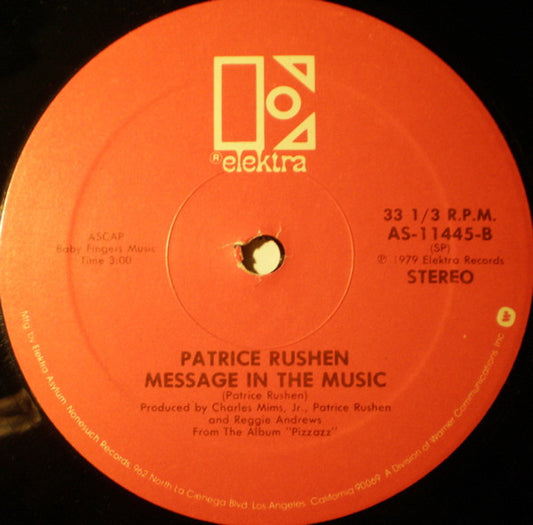 ® elektra
ASCAP
Baby Fingers Music
Time 3:00
33 1/3 R.P.M.
AS-11445-B
(SP)
℗ 1979 Elektra Records
STEREO
PATRICE RUSHEN
MESSAGE IN THE MUSIC
(Patrice Rushen)
Produced by Charles Mims, Jr., Patrice Rushen
and Reggie Andrews
From The Album "Pizzazz"
Mfg. by Elektra Asylum Nonesuch Records, 962 North La Cienega Blvd. Los Angeles, California 90069. A Division of Warner Communications Inc.